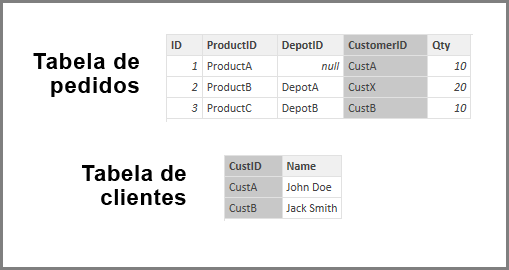 Tabela de
pedidos
ID ProductID DepotID CustomerID Qty
1 ProductA null CustA 10
2 ProductB DepotA CustX 20
3 ProductC DepotB CustB 10
Tabela de
clientes
CustID Name
CustA John Doe
CustB Jack Smith